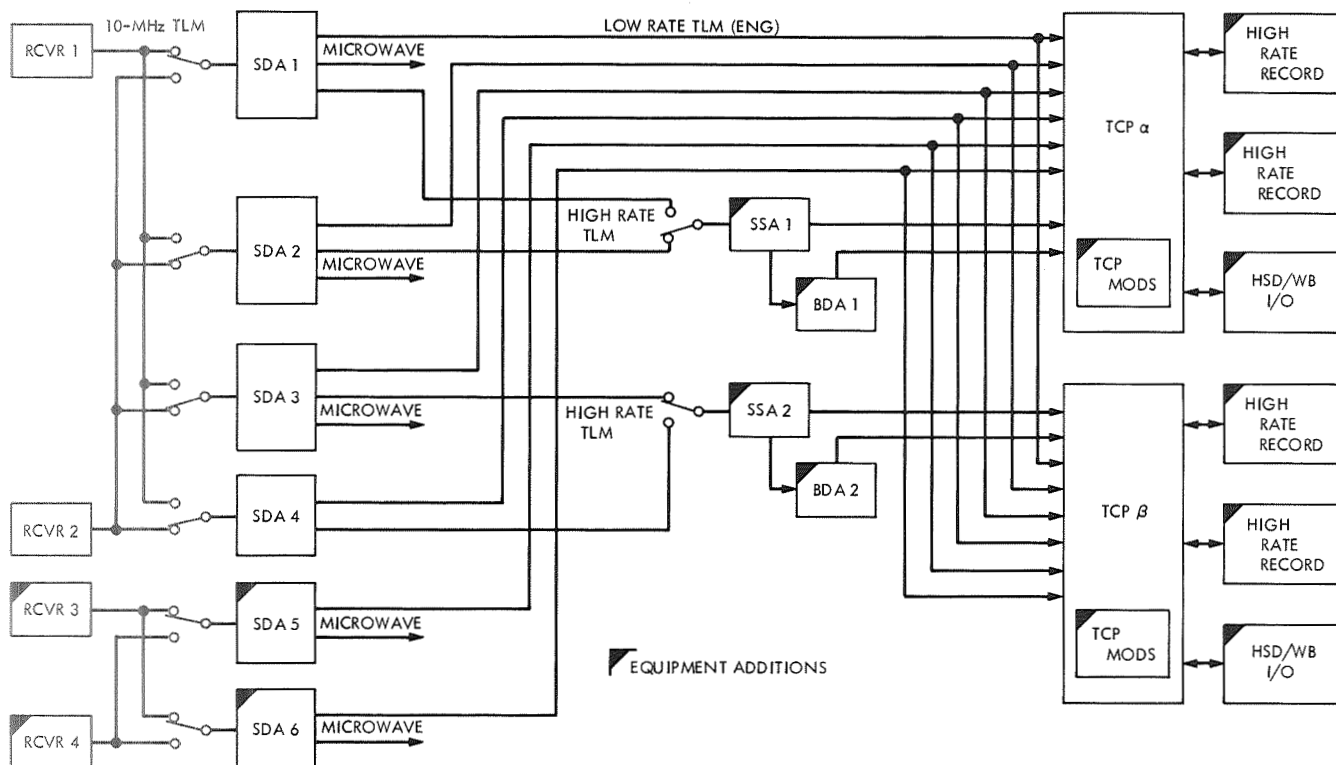 10-MHz TLM
RCVR 1
SDA 1
LOW RATE TLM (ENG)
MICROWAVE
TCP α
HIGH
RATE
RECORD
HIGH
RATE
RECORD
SDA 2
MICROWAVE
HIGH RATE
TLM
SSA 1
BDA 1
TCP
MODS
HSD/WB
I/O
SDA 3
MICROWAVE
HIGH RATE
TLM
SSA 2
BDA 2
HIGH
RATE
RECORD
RCVR 2
SDA 4
TCP β
HIGH
RATE
RECORD
RCVR 3
SDA 5
MICROWAVE
EQUIPMENT ADDITIONS
TCP
MODS
HSD/WB
I/O
RCVR 4
SDA 6
MICROWAVE